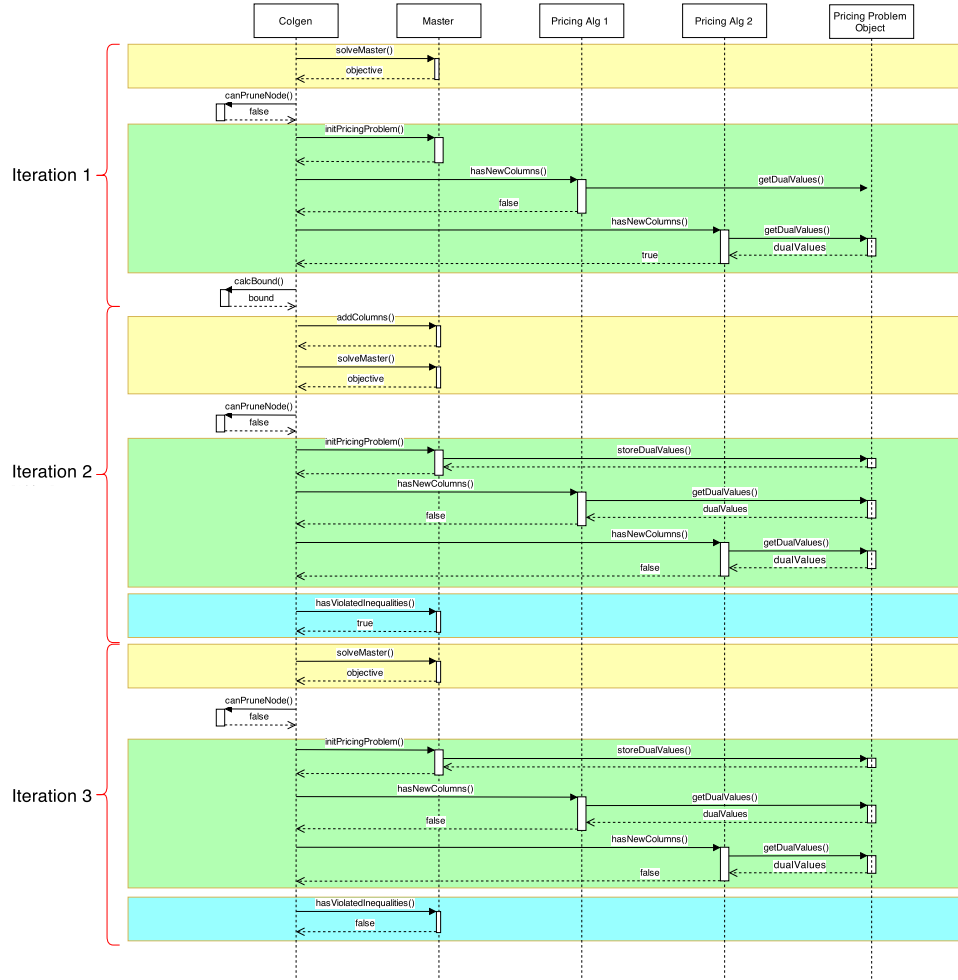 Colgen
Master
Pricing Alg 1
Pricing Alg 2
Pricing Problem
Object
solveMaster()
objective
canPruneNode()
false
initPricingProblem()
Iteration 1
hasNewColumns()
getDualValues()
false
hasNewColumns()
getDualValues()
dualValues
true
calcBound()
bound
addColumns()
solveMaster()
objective
canPruneNode()
false
initPricingProblem()
storeDualValues()
Iteration 2
hasNewColumns()
getDualValues()
dualValues
false
hasNewColumns()
getDualValues()
dualValues
false
hasViolatedInequalities()
true
solveMaster()
objective
canPruneNode()
false
initPricingProblem()
storeDualValues()
Iteration 3
hasNewColumns()
getDualValues()
dualValues
false
hasNewColumns()
getDualValues()
dualValues
false
hasViolatedInequalities()
false